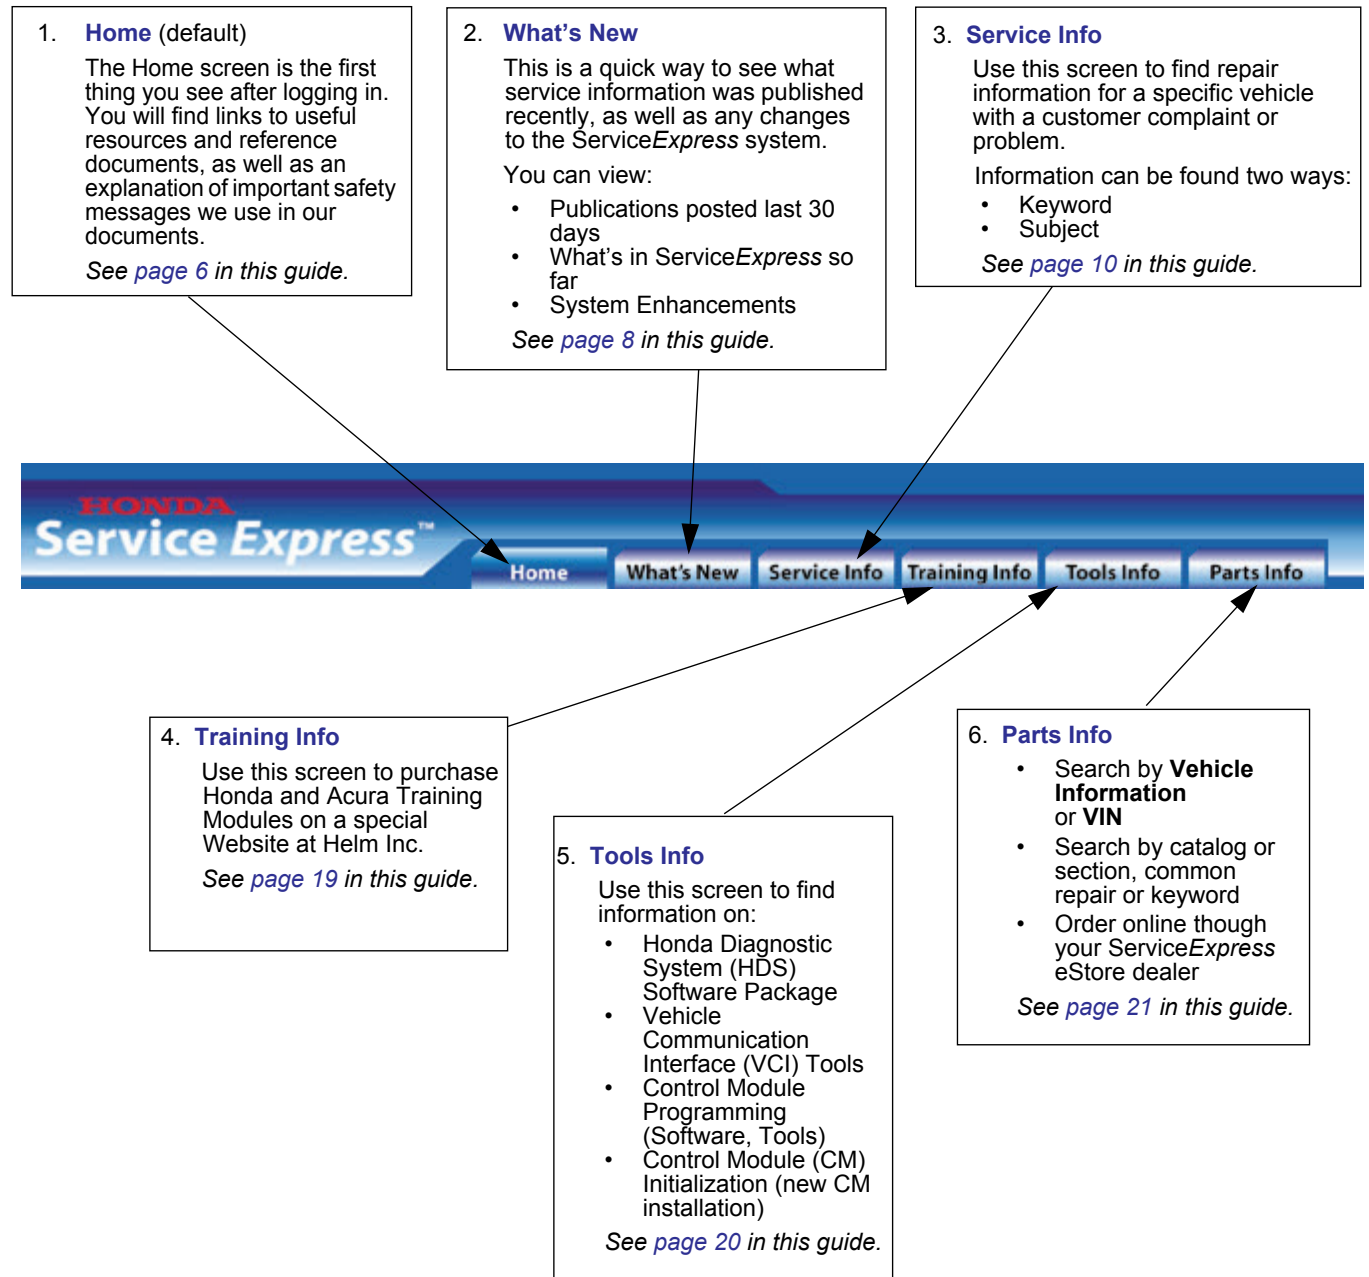 1. Home (default)
The Home screen is the first
thing you see after logging in.
You will find links to useful
resources and reference
documents, as well as an
explanation of important safety
messages we use in our
documents.
See page 6 in this guide.
2. What's New
This is a quick way to see what
service information was published
recently, as well as any changes
to the ServiceExpress system.
You can view:
• Publications posted last 30
days
• What's in ServiceExpress so
far
• System Enhancements
See page 8 in this guide.
3. Service Info
Use this screen to find repair
information for a specific vehicle
with a customer complaint or
problem.
Information can be found two ways:
• Keyword
• Subject
See page 10 in this guide.
HONDA
Service Express™
Home What's New Service Info Training Info Tools Info Parts Info
4. Training Info
Use this screen to purchase
Honda and Acura Training
Modules on a special
Website at Helm Inc.
See page 19 in this guide.
5. Tools Info
Use this screen to find
information on:
• Honda Diagnostic
System (HDS)
Software Package
• Vehicle
Communication
Interface (VCI) Tools
• Control Module
Programming
(Software, Tools)
• Control Module (CM)
Initialization (new CM
installation)
See page 20 in this guide.
6. Parts Info
• Search by Vehicle
Information
or VIN
• Search by catalog or
section, common
repair or keyword
• Order online though
your ServiceExpress
eStore dealer
See page 21 in this guide.